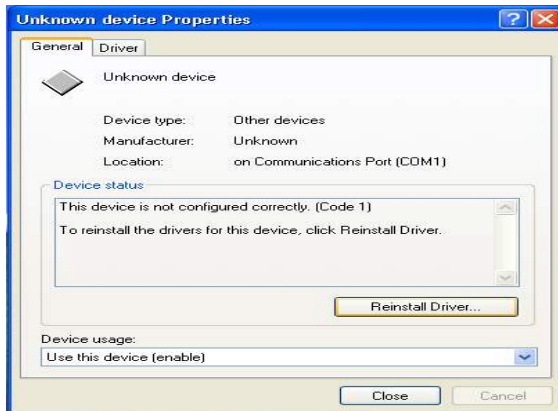 Unknown device Properties
General Driver
Unknown device
Device type: Other devices
Manufacturer: Unknown
Location: on Communications Port (COM1)
Device status
This device is not configured correctly. (Code 1)
To reinstall the drivers for this device, click Reinstall Driver.
Reinstall Driver...
Device usage:
Use this device (enable)
Close Cancel